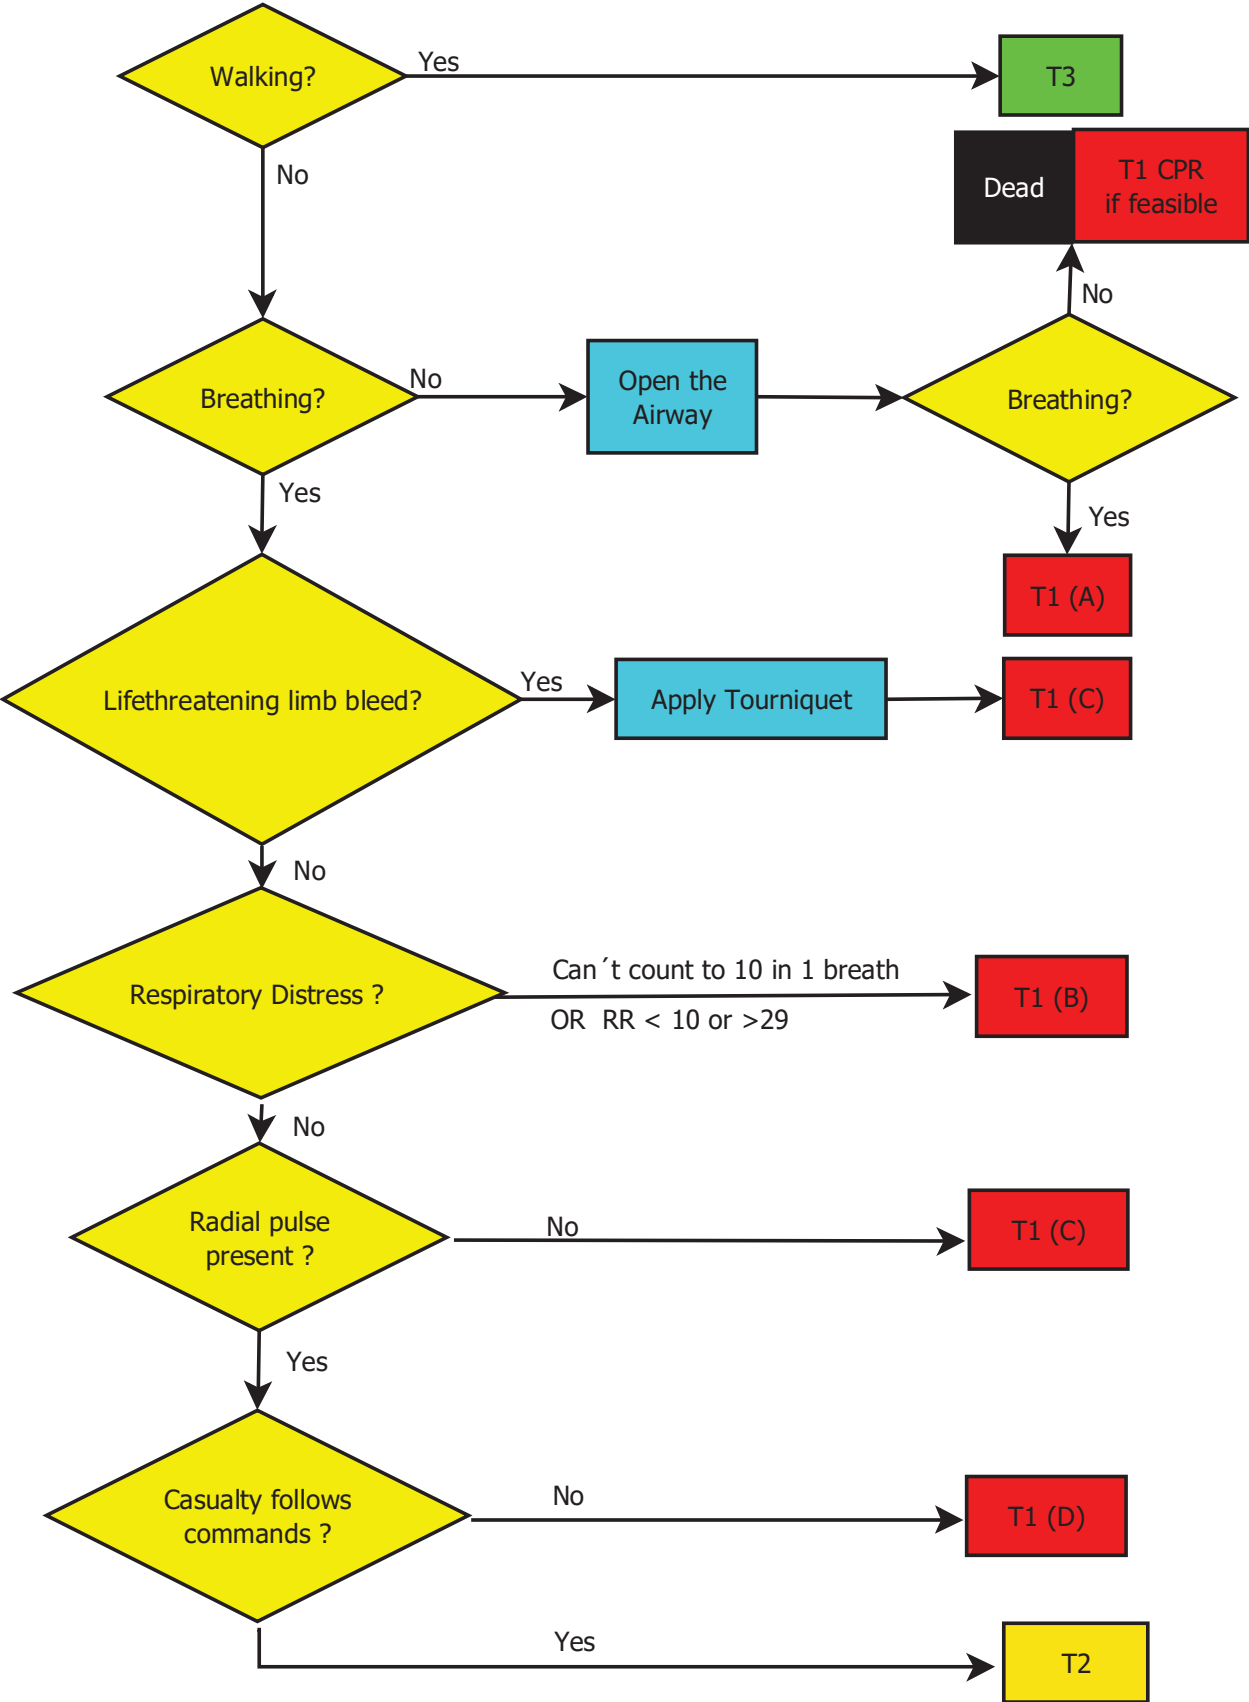 Walking?
Yes
T3
No
Dead
T1 CPR
if feasible
No
Breathing?
No
Open the
Airway
Breathing?
Yes
Yes
T1 (A)
Lifethreatening limb bleed?
Yes
Apply Tourniquet
T1 (C)
No
Respiratory Distress ?
Can´t count to 10 in 1 breath
OR RR < 10 or >29
T1 (B)
No
Radial pulse
present ?
No
T1 (C)
Yes
Casualty follows
commands ?
No
T1 (D)
Yes
T2